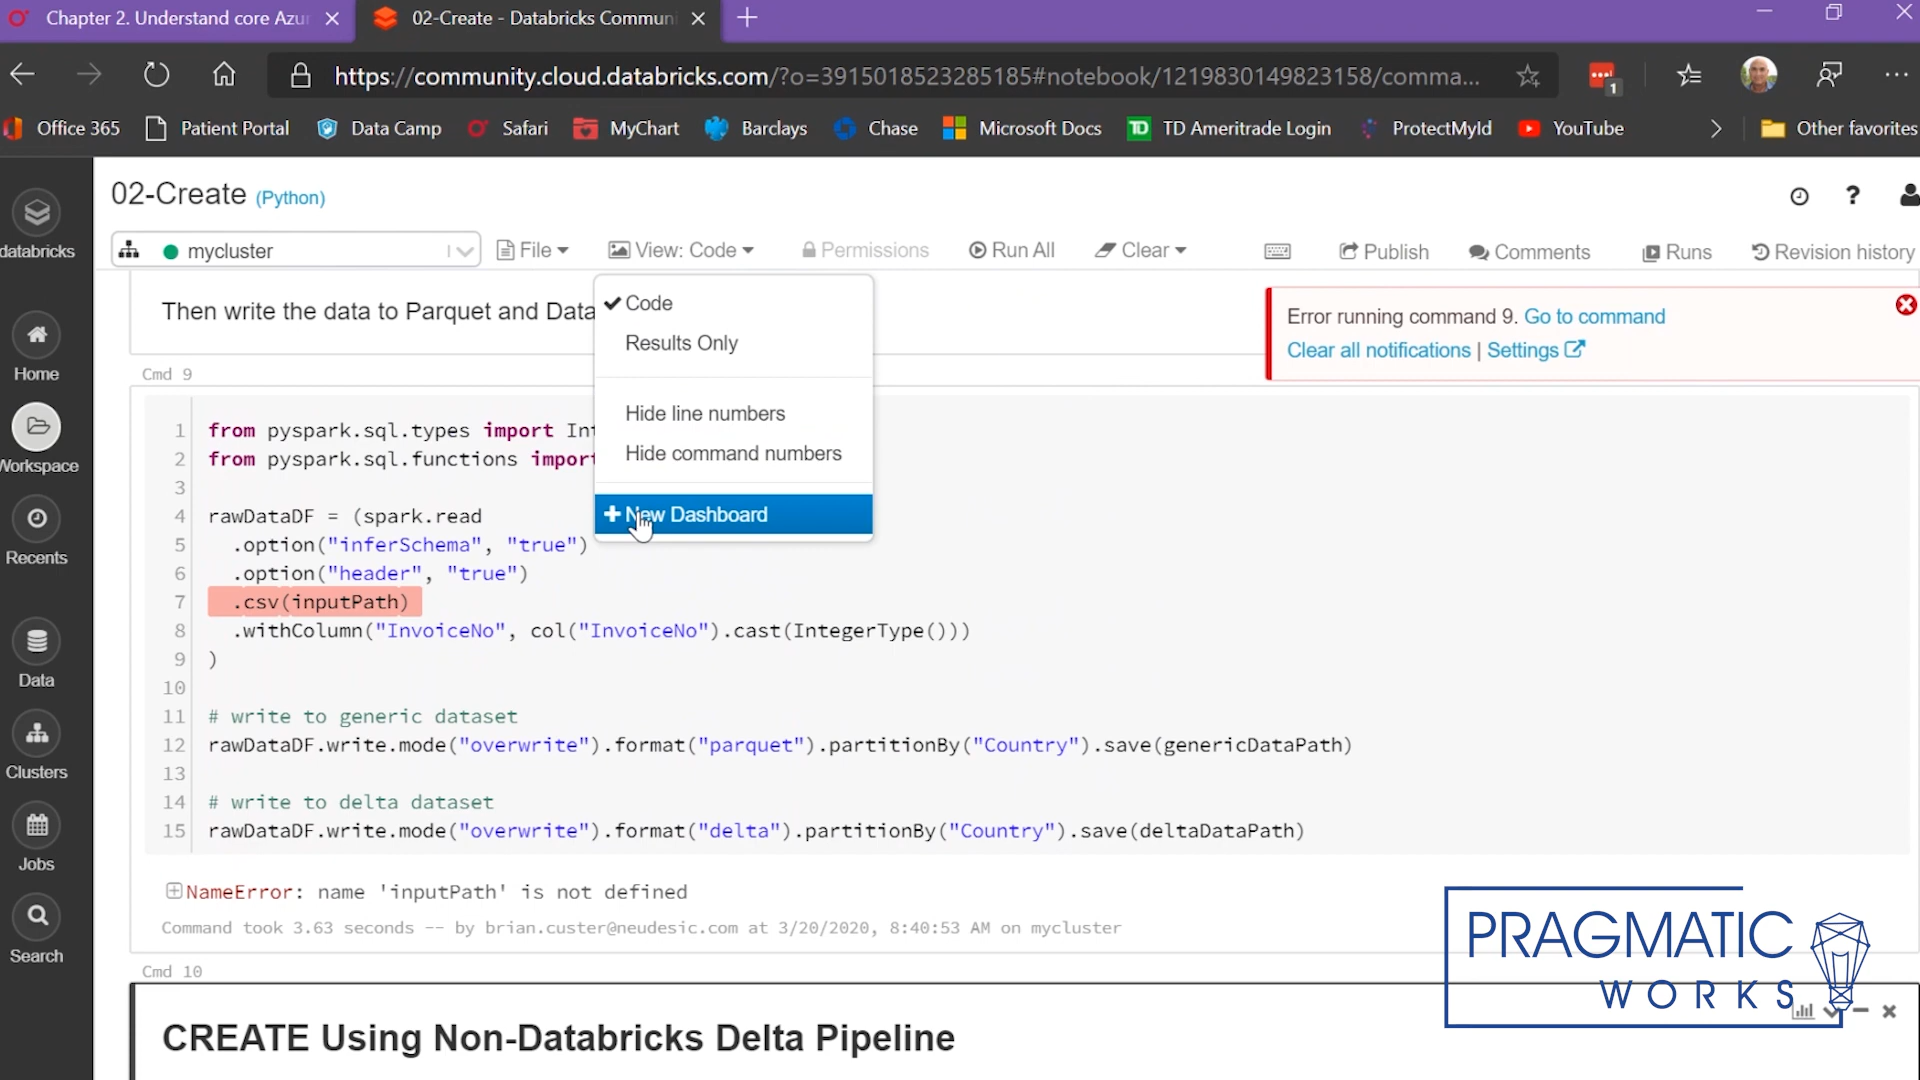 Chapter 2. Understand core Azu
02-Create - Databricks Communi
https://community.cloud.databricks.com/?o=3915018523285185#notebook/1219830149823158/comma...
1
Office 365
Patient Portal
Data Camp
Safari
MyChart
Barclays
Chase
Microsoft Docs
TD Ameritrade Login
ProtectMyId
YouTube
Other favorites
02-Create (Python)
mycluster
File
View: Code
Permissions
Run All
Clear
Publish
Comments
Runs
Revision history
databricks
Home
Workspace
Recents
Data
Clusters
Jobs
Search
Code
Results Only
Hide line numbers
Hide command numbers
New Dashboard
Error running command 9. Go to command
Clear all notifications | Settings
Then write the data to Parquet and Data
Cmd 9
1 from pyspark.sql.types import Int
2 from pyspark.sql.functions import
3
4 rawDataDF = (spark.read
5 .option("inferSchema", "true")
6 .option("header", "true")
7 .csv(inputPath)
8 .withColumn("InvoiceNo", col("InvoiceNo").cast(IntegerType()))
9 )
10
11 # write to generic dataset
12 rawDataDF.write.mode("overwrite").format("parquet").partitionBy("Country").save(genericDataPath)
13
14 # write to delta dataset
15 rawDataDF.write.mode("overwrite").format("delta").partitionBy("Country").save(deltaDataPath)
NameError: name 'inputPath' is not defined
Command took 3.63 seconds -- by brian.custer@neudesic.com at 3/20/2020, 8:40:53 AM on mycluster
Cmd 10
CREATE Using Non-Databricks Delta Pipeline
PRAGMATIC
WORKS